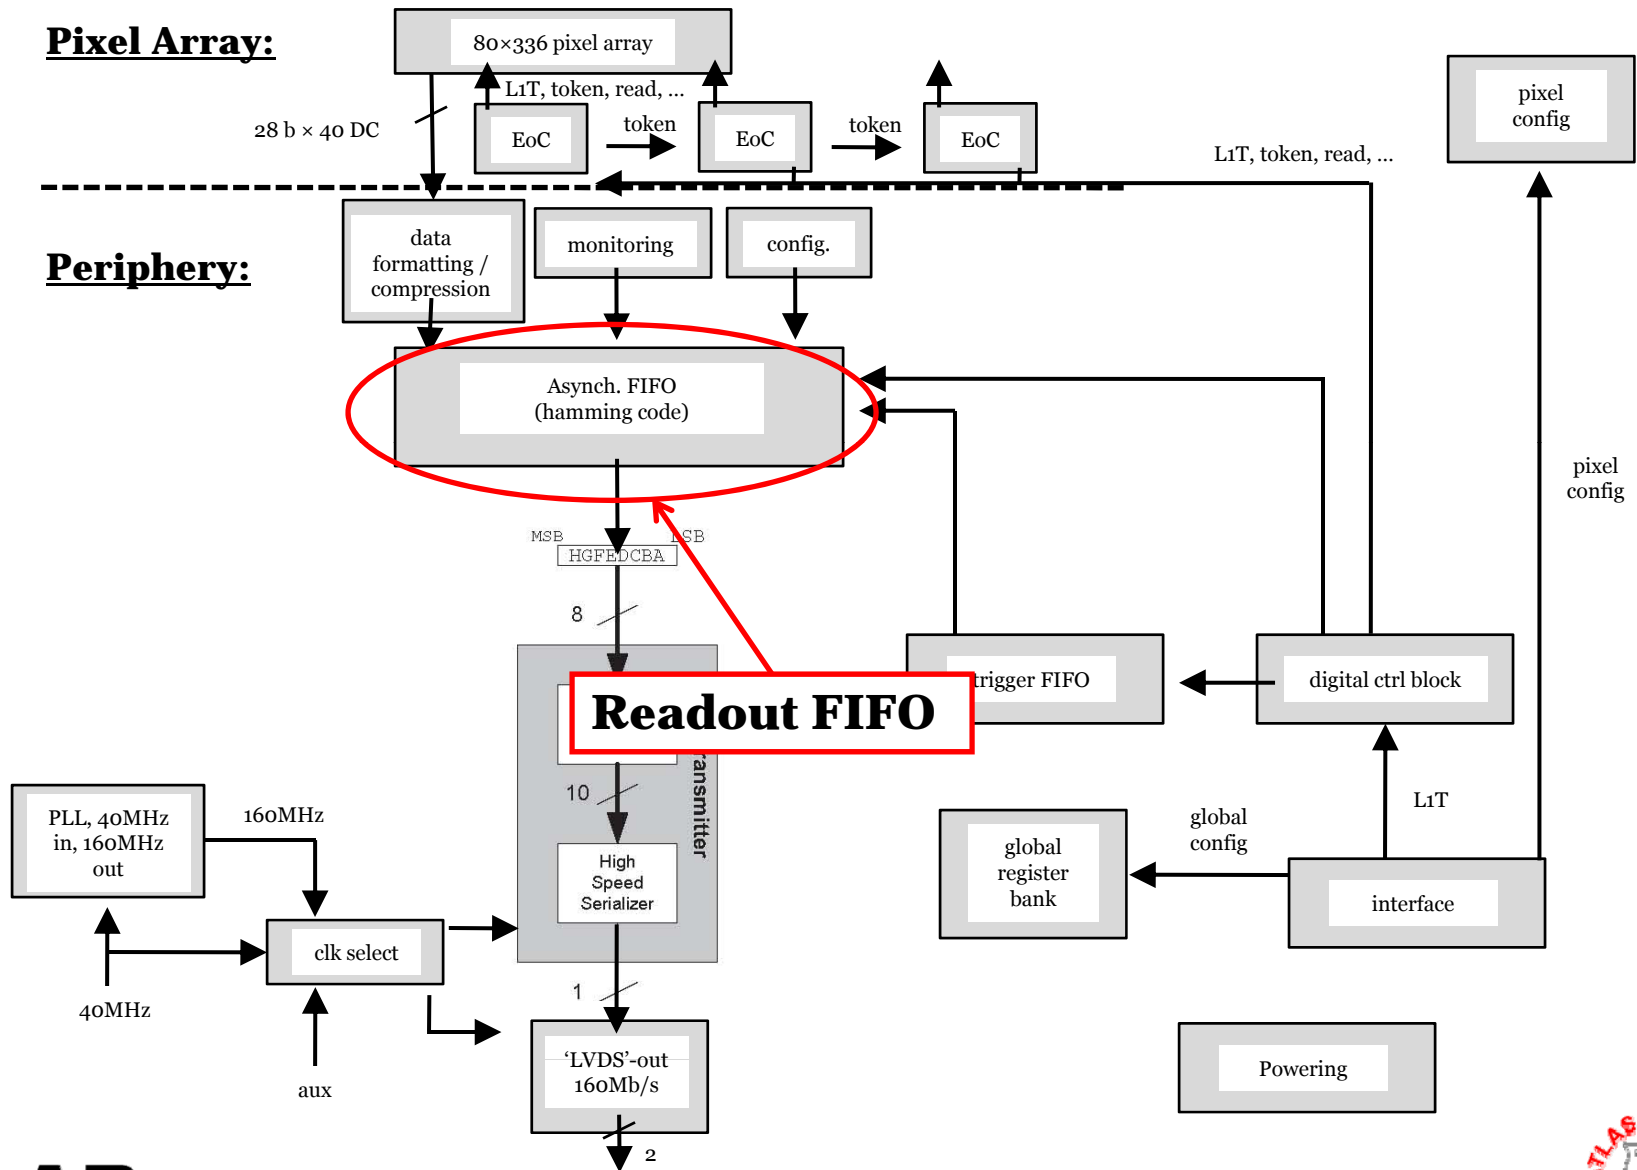 Pixel Array:
80×336 pixel array
L1T, token, read, ...
28 b × 40 DC
EoC
token
EoC
token
EoC
L1T, token, read, ...
pixel
config
Periphery:
data
formatting /
compression
monitoring
config.
Asynch. FIFO
(hamming code)
pixel
config
MSB
LSB
HGFEDCBA
8
Readout FIFO
trigger FIFO
digital ctrl block
10
L1T
PLL, 40MHz
in, 160MHz
out
160MHz
High
Speed
Serializer
global
config
global
register
bank
interface
clk select
40MHz
aux
1
'LVDS'-out
160Mb/s
2
Powering
ATLAS